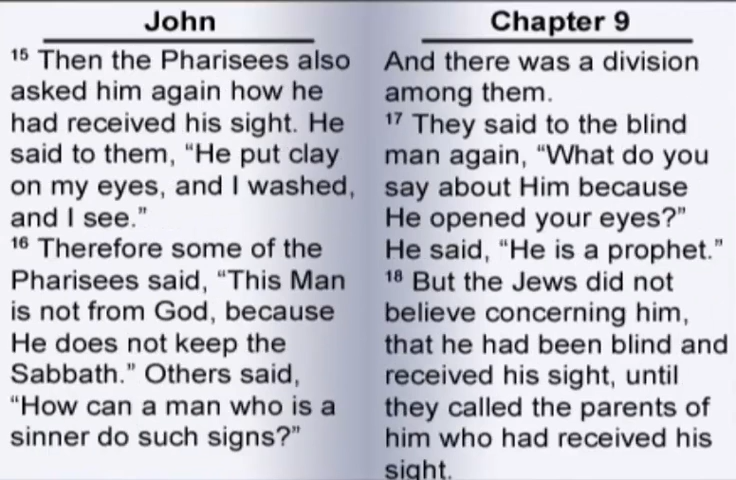 John
¹⁵ Then the Pharisees also
asked him again how he
had received his sight. He
said to them, “He put clay
on my eyes, and I washed,
and I see.”
¹⁶ Therefore some of the
Pharisees said, “This Man
is not from God, because
He does not keep the
Sabbath.” Others said,
“How can a man who is a
sinner do such signs?”
Chapter 9
And there was a division
among them.
¹⁷ They said to the blind
man again, “What do you
say about Him because
He opened your eyes?”
He said, “He is a prophet.”
¹⁸ But the Jews did not
believe concerning him,
that he had been blind and
received his sight, until
they called the parents of
him who had received his
sight.